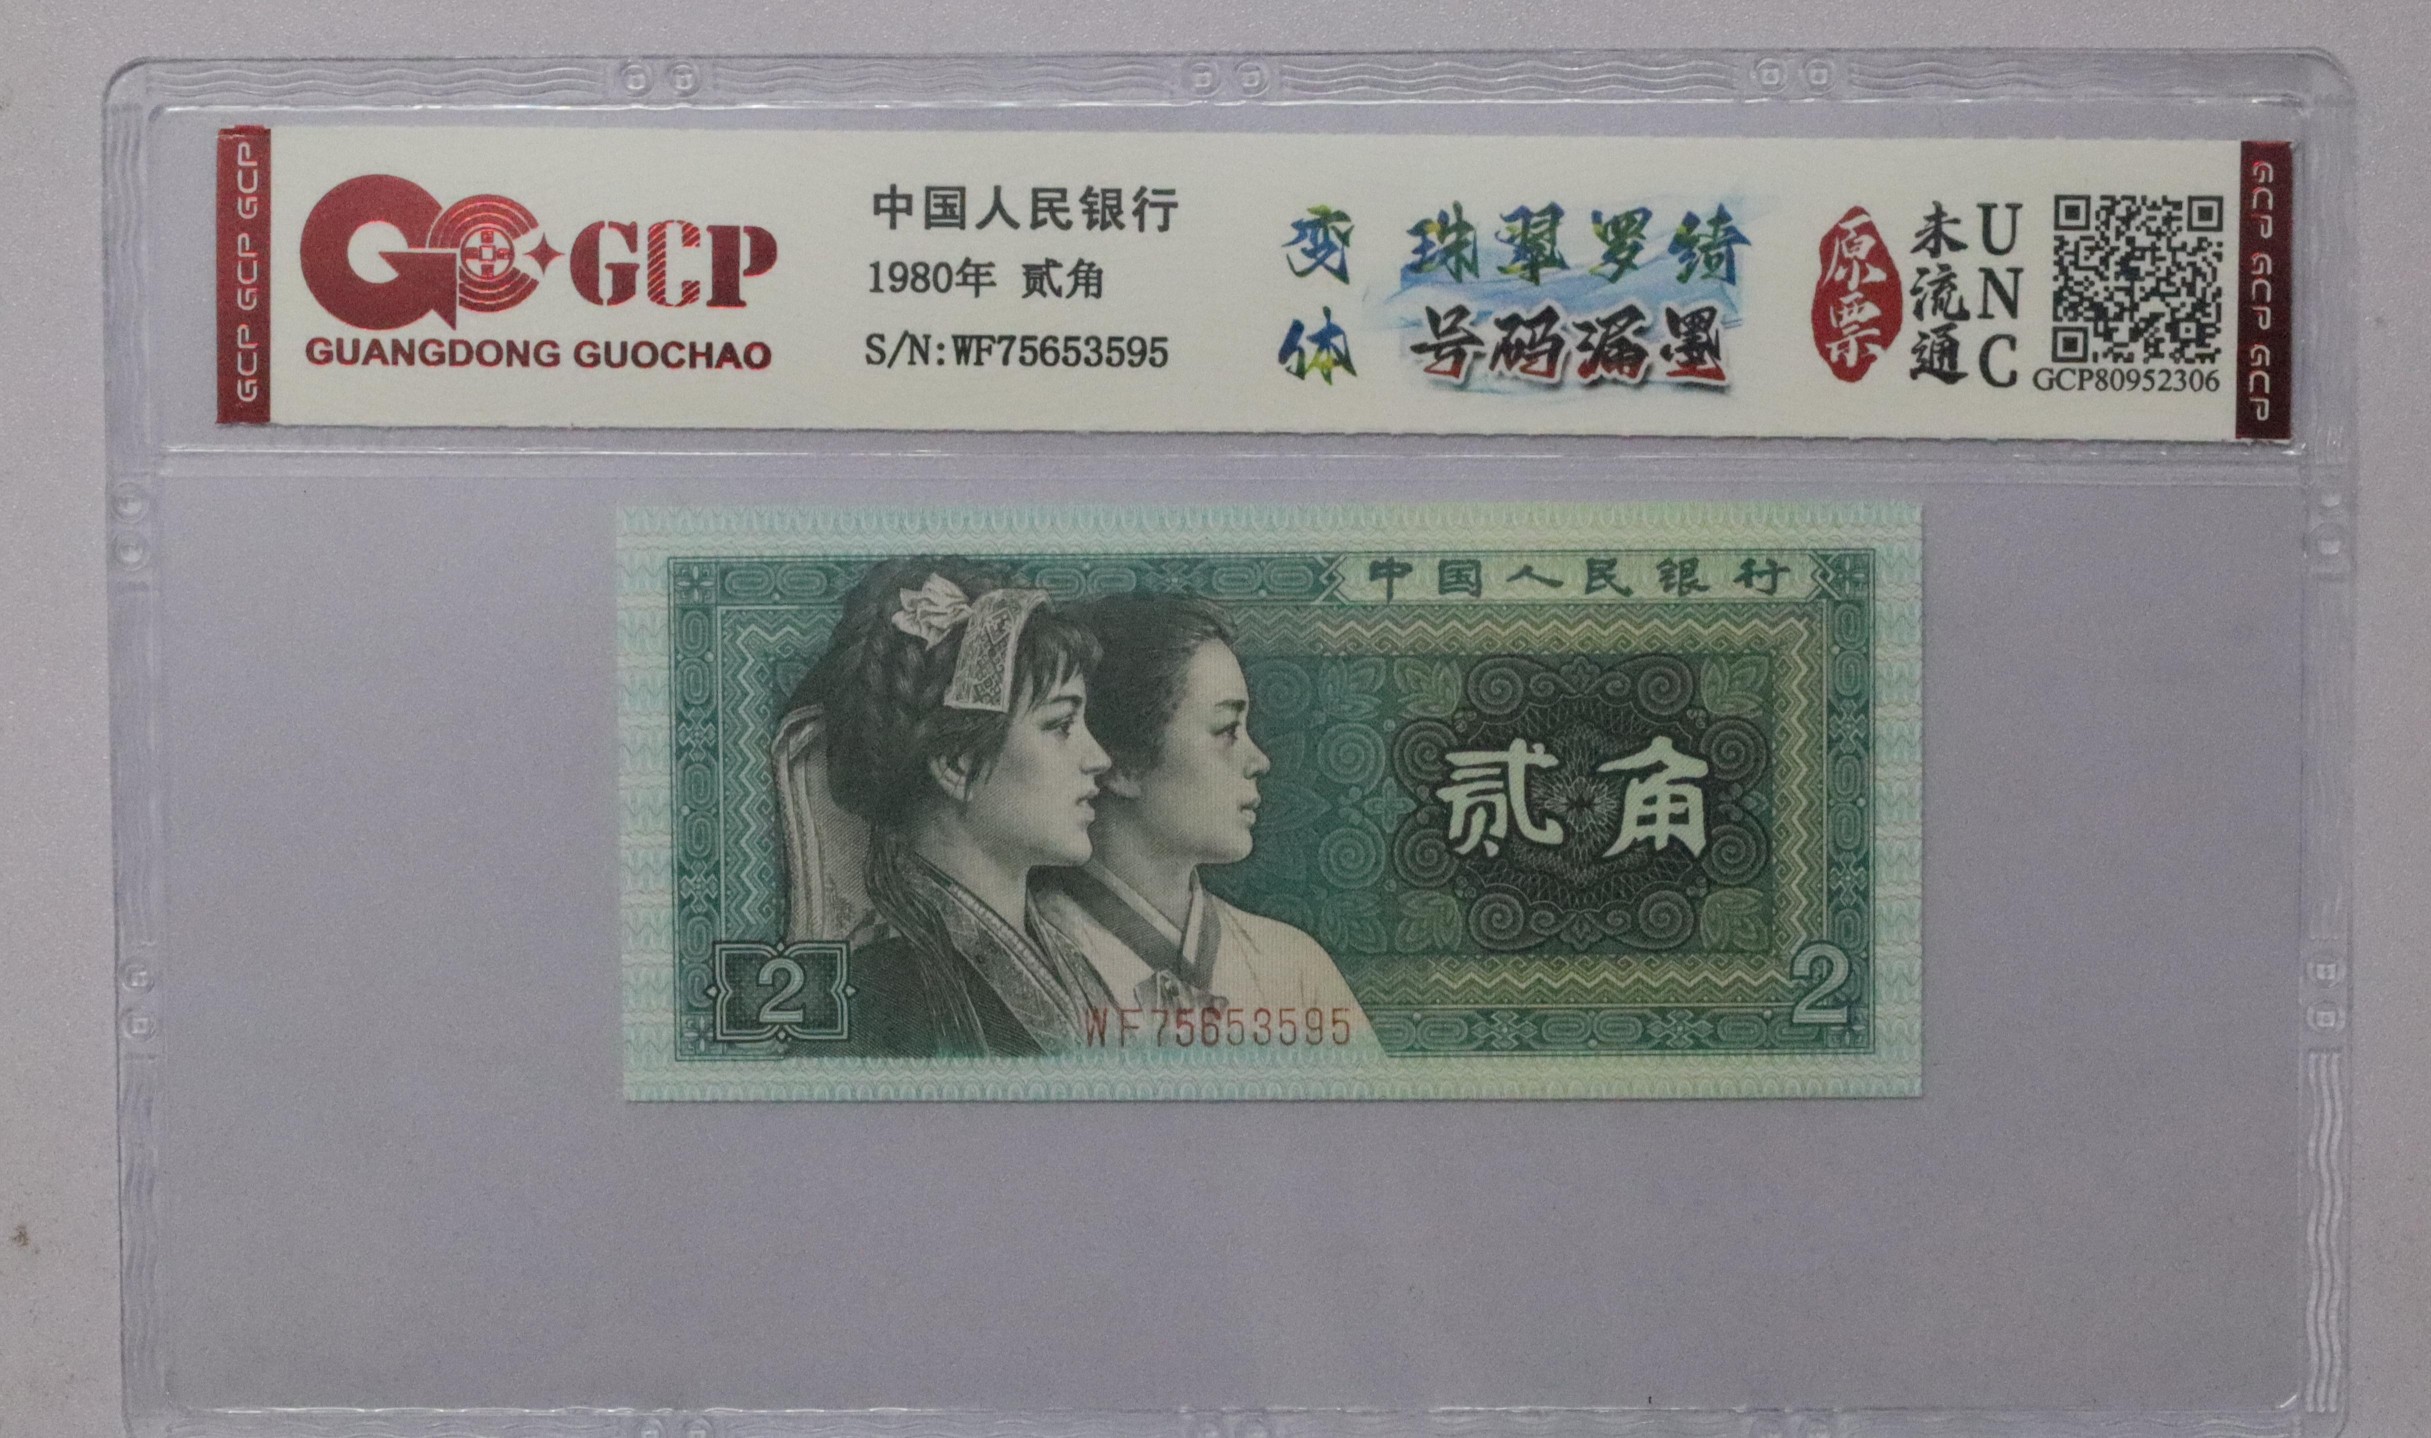 GCP GCP GCP
GCP
GUANGDONG GUOCHAO
中国人民银行
1980年 贰角
S/N:WF75653595
变体
珠翠罗绮
号码漏墨
原票
未流通
UNC
GCP80952306
GCP GCP GCP
中国人民银行
贰角
2
2
WF75653595